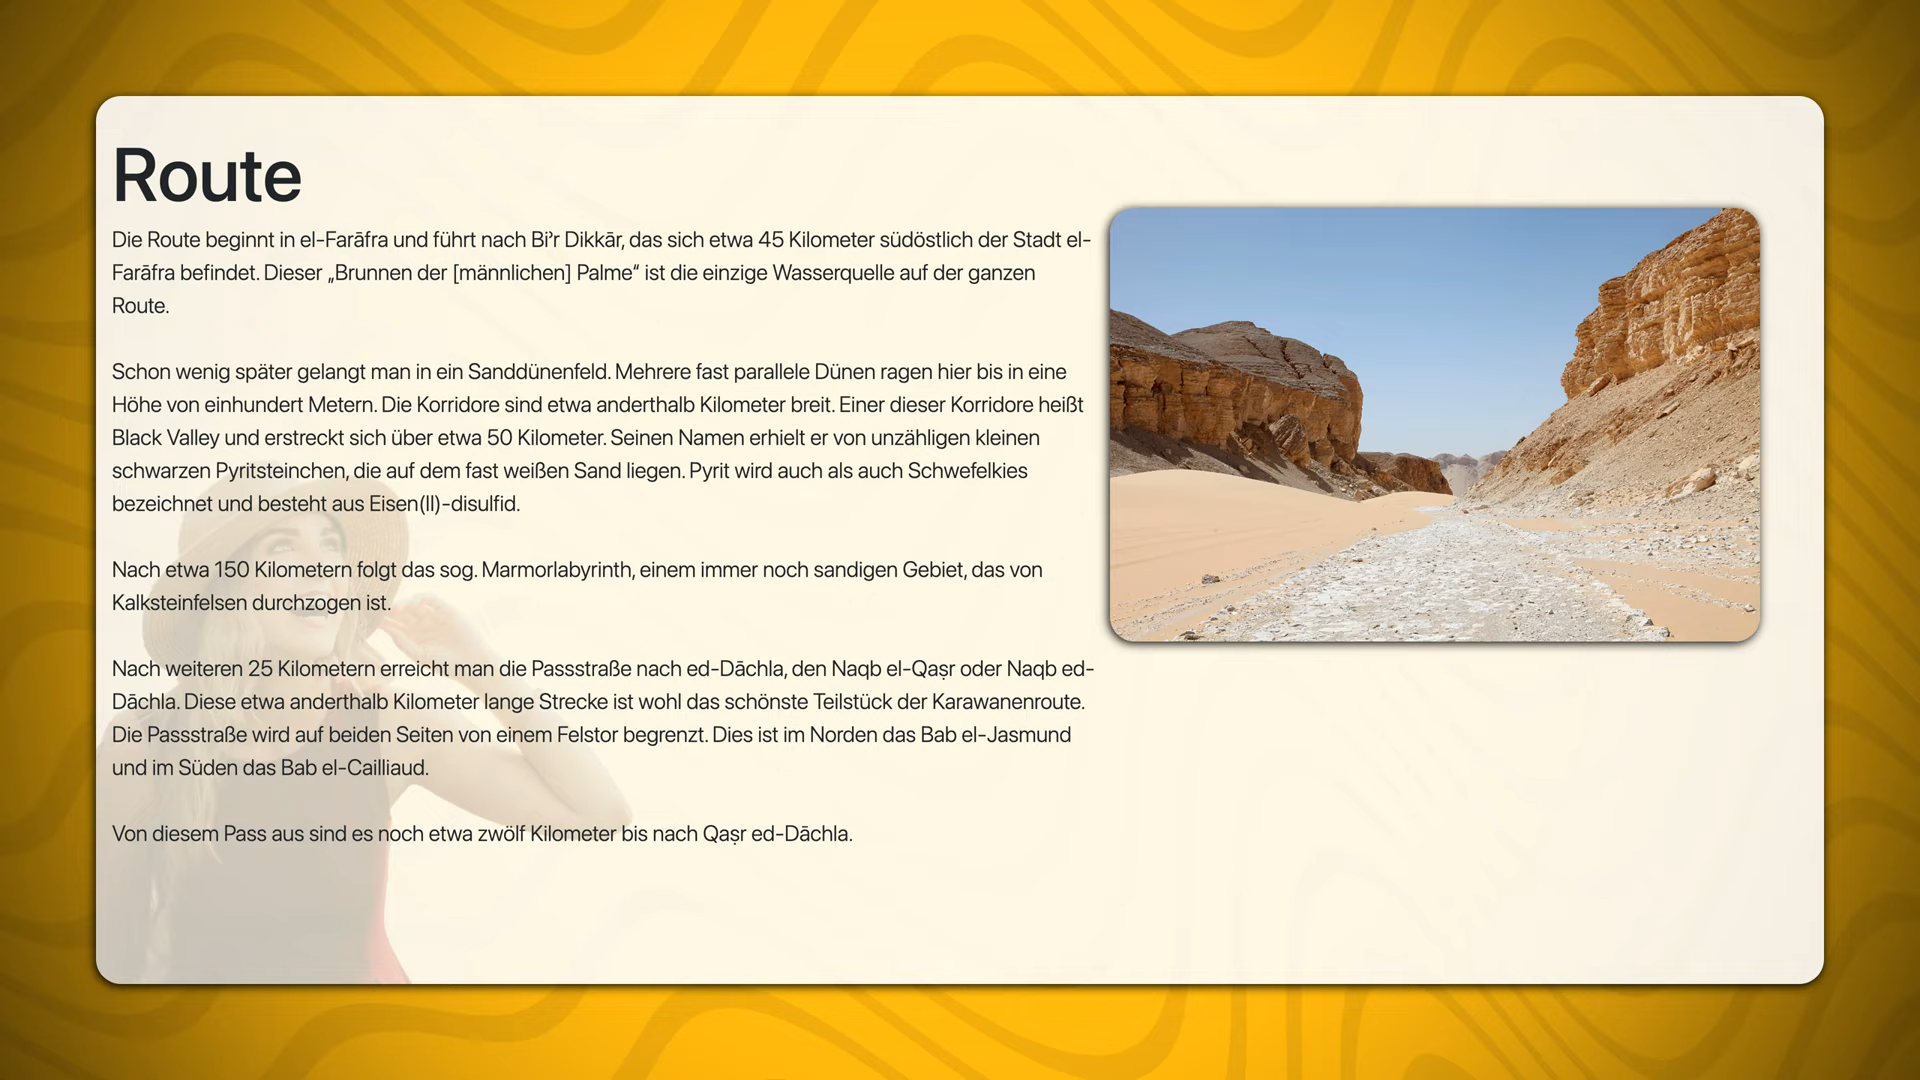 Route
Die Route beginnt in el-Farāfra und führt nach Bi’r Dikkār, das sich etwa 45 Kilometer südöstlich der Stadt el-
Farāfra befindet. Dieser „Brunnen der [männlichen] Palme“ ist die einzige Wasserquelle auf der ganzen
Route.
Schon wenig später gelangt man in ein Sanddünenfeld. Mehrere fast parallele Dünen ragen hier bis in eine
Höhe von einhundert Metern. Die Korridore sind etwa anderthalb Kilometer breit. Einer dieser Korridore heißt
Black Valley und erstreckt sich über etwa 50 Kilometer. Seinen Namen erhielt er von unzähligen kleinen
schwarzen Pyritsteinchen, die auf dem fast weißen Sand liegen. Pyrit wird auch als auch Schwefelkies
bezeichnet und besteht aus Eisen(II)-disulfid.
Nach etwa 150 Kilometern folgt das sog. Marmorlabyrinth, einem immer noch sandigen Gebiet, das von
Kalksteinfelsen durchzogen ist.
Nach weiteren 25 Kilometern erreicht man die Passstraße nach ed-Dāchla, den Naqb el-Qaṣr oder Naqb ed-
Dāchla. Diese etwa anderthalb Kilometer lange Strecke ist wohl das schönste Teilstück der Karawanenroute.
Die Passstraße wird auf beiden Seiten von einem Felstor begrenzt. Dies ist im Norden das Bab el-Jasmund
und im Süden das Bab el-Cailliaud.
Von diesem Pass aus sind es noch etwa zwölf Kilometer bis nach Qaṣr ed-Dāchla.